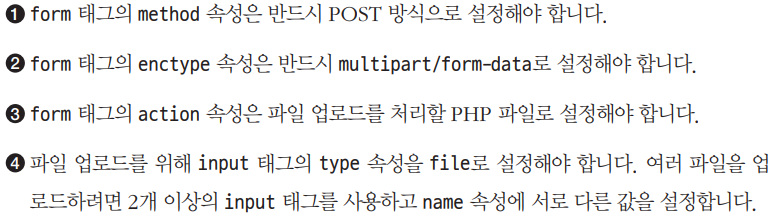 ❶ form 태그의 method 속성은 반드시 POST 방식으로 설정해야 합니다.
❷ form 태그의 enctype 속성은 반드시 multipart/form-data로 설정해야 합니다.
❸ form 태그의 action 속성은 파일 업로드를 처리할 PHP 파일로 설정해야 합니다.
❹ 파일 업로드를 위해 input 태그의 type 속성을 file로 설정해야 합니다. 여러 파일을 업
로드하려면 2개 이상의 input 태그를 사용하고 name 속성에 서로 다른 값을 설정합니다.